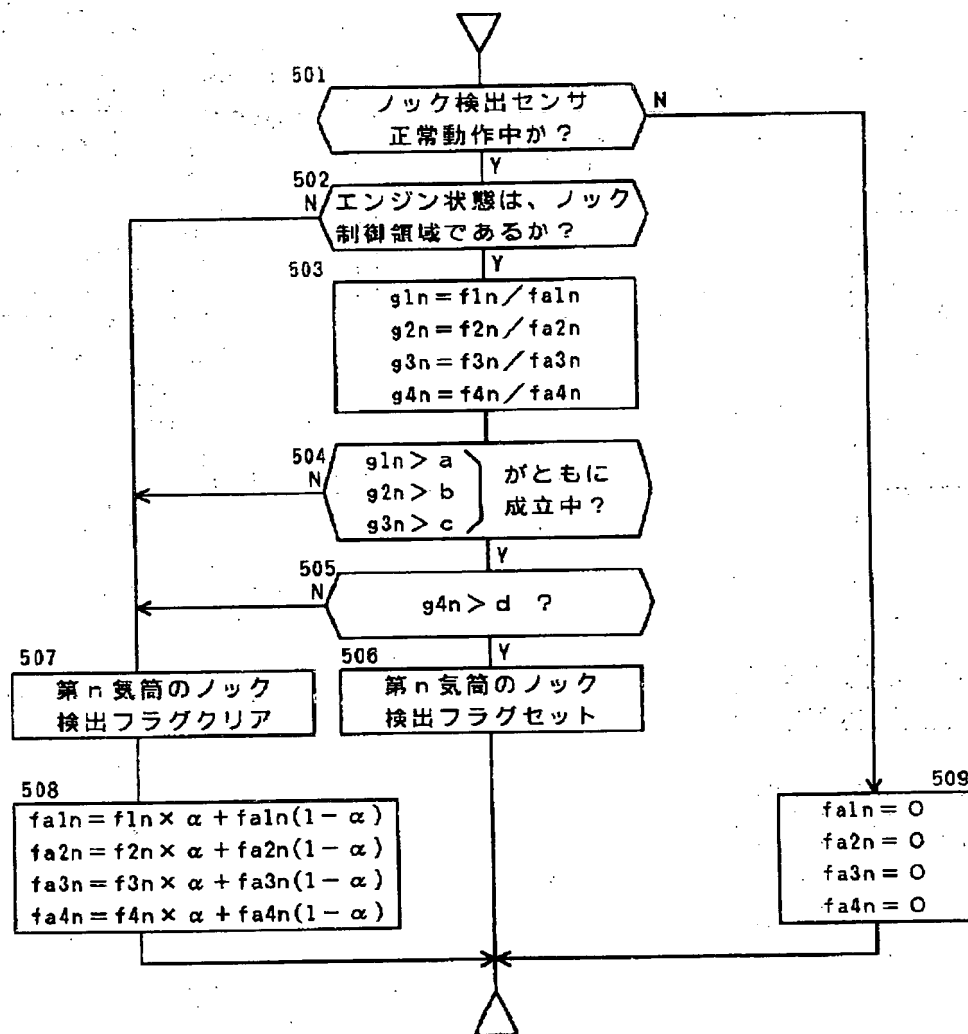 501
ノック検出センサ
正常動作中か？
N
Y
502
N
エンジン状態は、ノック
制御領域であるか？
Y
503
g1n＝f1n／fa1n
g2n＝f2n／fa2n
g3n＝f3n／fa3n
g4n＝f4n／fa4n
504
N
g1n＞a
g2n＞b
g3n＞c
がともに
成立中？
Y
505
N
g4n＞d ？
Y
507
第n気筒のノック
検出フラグクリア
506
第n気筒のノック
検出フラグセット
508
fa1n＝f1n×α＋fa1n(1－α)
fa2n＝f2n×α＋fa2n(1－α)
fa3n＝f3n×α＋fa3n(1－α)
fa4n＝f4n×α＋fa4n(1－α)
509
fa1n＝0
fa2n＝0
fa3n＝0
fa4n＝0